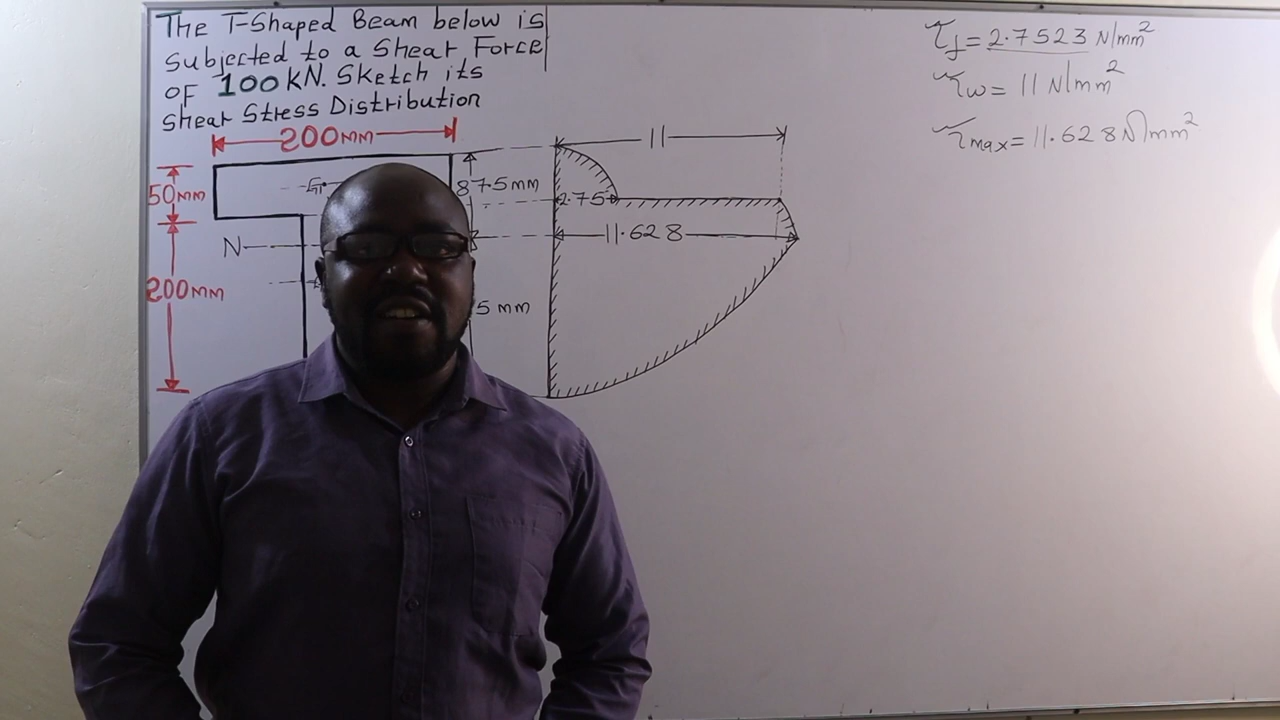 The T-Shaped Beam below is
subjected to a Shear Force
of 100 kN. Sketch its
Shear Stress Distribution
200mm
50mm
87.5mm
N
200mm
5 mm
11
2.75
11.628
τf = 2.7523 N/mm²
τw = 11 N/mm²
τmax = 11.628 N/mm²